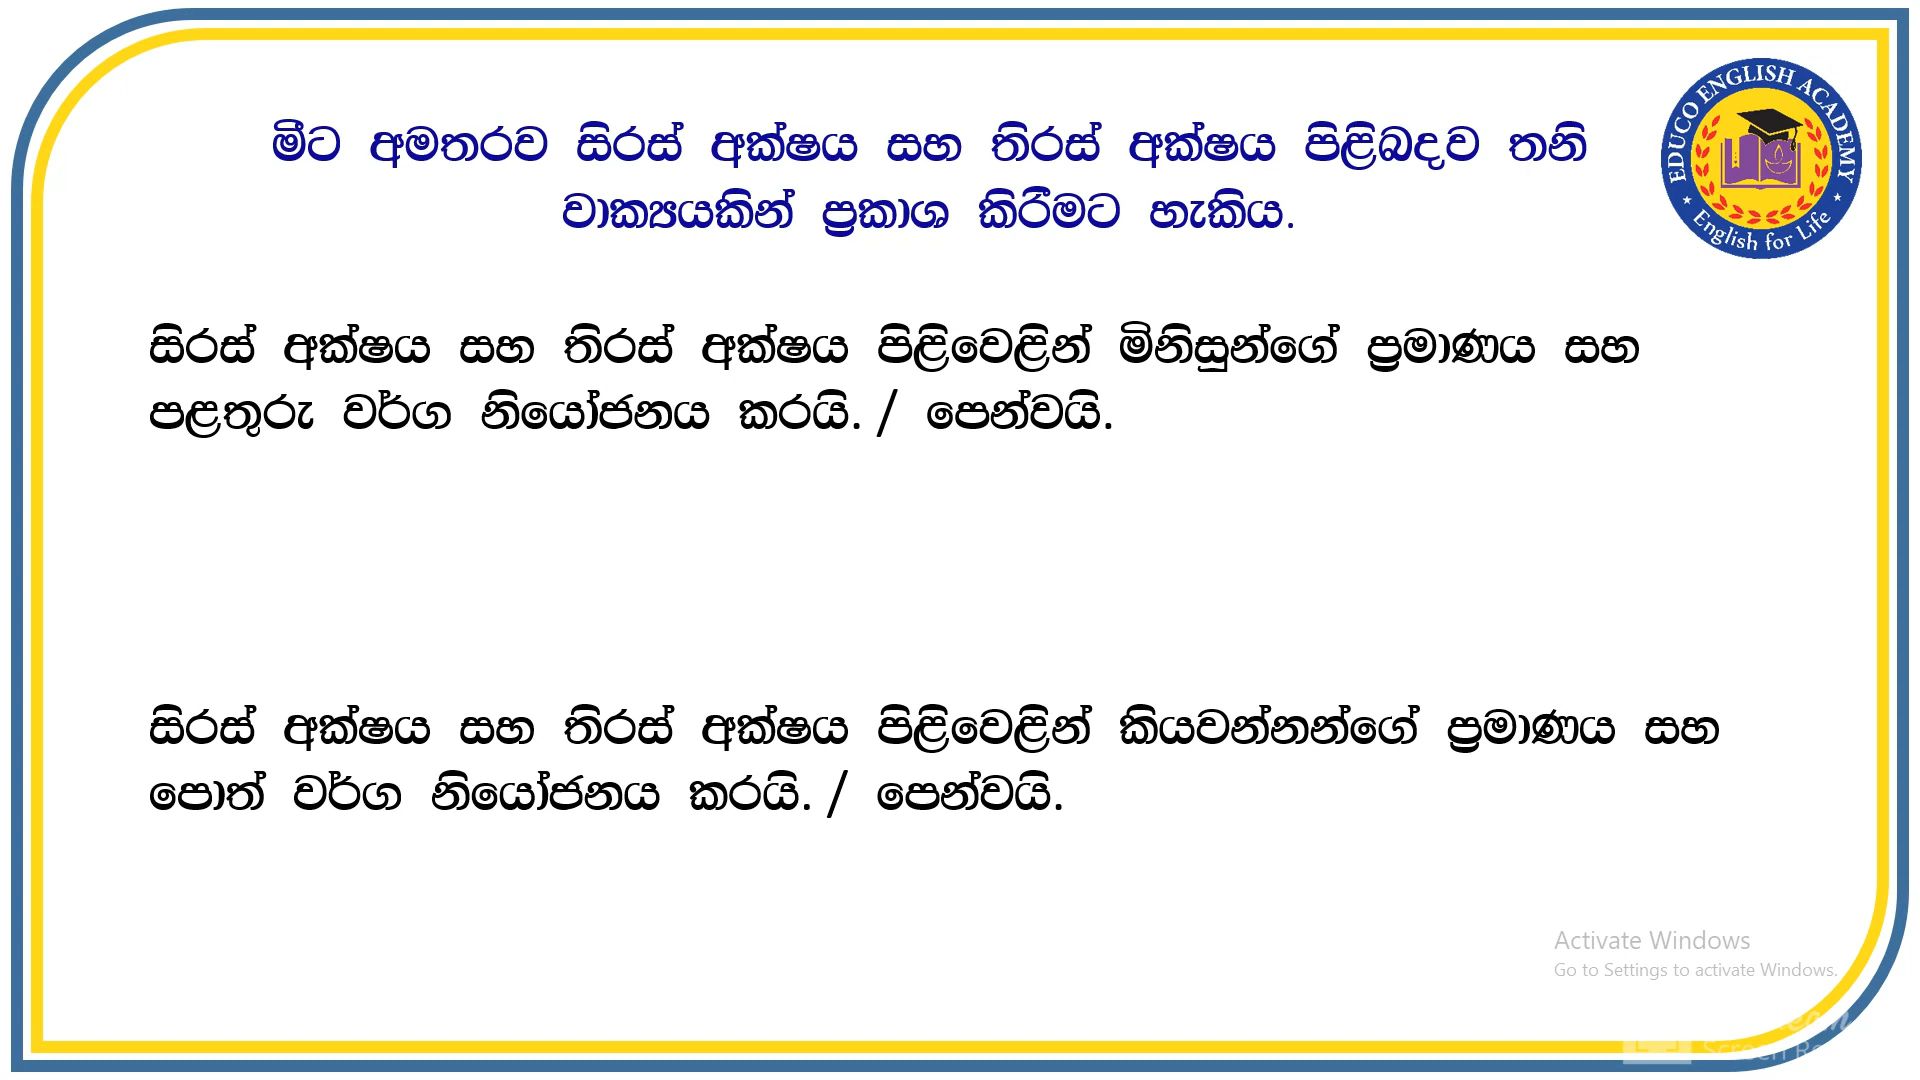 මීට අමතරව සිරස් අක්ෂය සහ තිරස් අක්ෂය පිළිබදව තනි
වාක්‍යයකින් ප්‍රකාශ කිරීමට හැකිය.
EDUCO ENGLISH ACADEMY
English for Life
සිරස් අක්ෂය සහ තිරස් අක්ෂය පිළිවෙළින් මිනිසුන්ගේ ප්‍රමාණය සහ
පළතුරු වර්ග නියෝජනය කරයි. / පෙන්වයි.
සිරස් අක්ෂය සහ තිරස් අක්ෂය පිළිවෙළින් කියවන්නන්ගේ ප්‍රමාණය සහ
පොත් වර්ග නියෝජනය කරයි. / පෙන්වයි.
Activate Windows
Go to Settings to activate Windows.